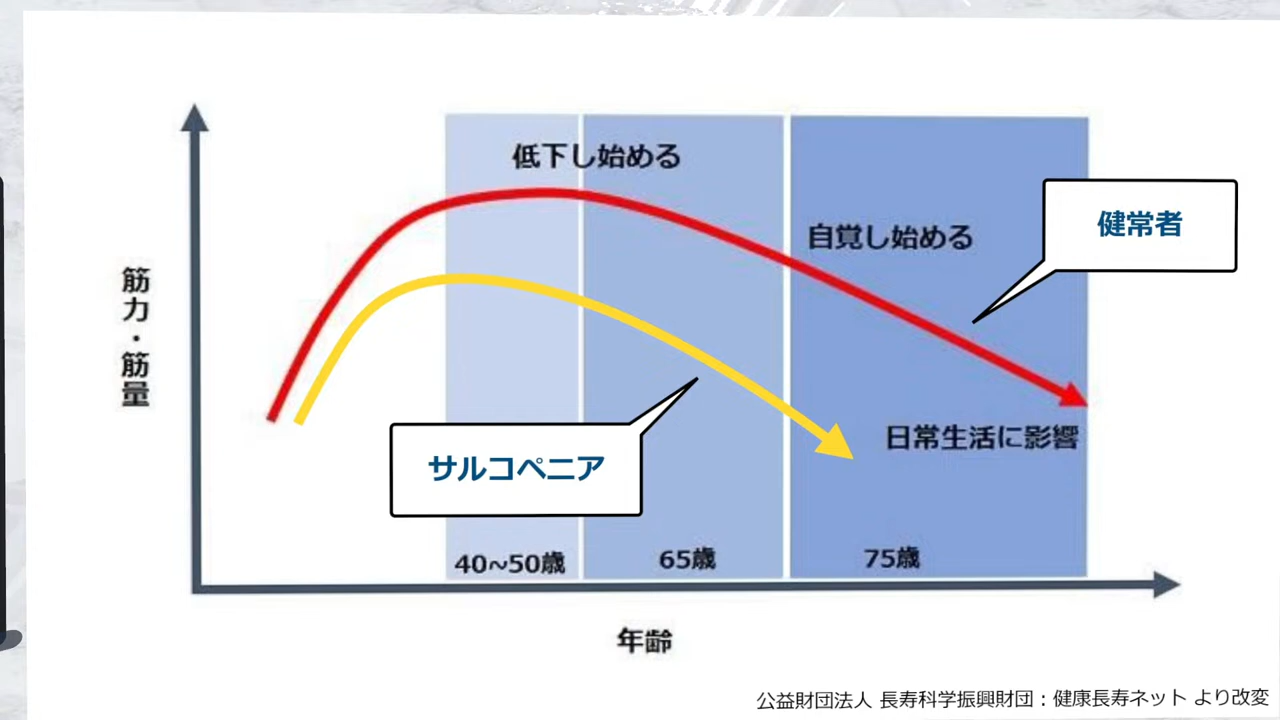 低下し始める
自覚し始める
健常者
筋力・筋量
サルコペニア
日常生活に影響
40~50歳
65歳
75歳
年齢
公益財団法人 長寿科学振興財団：健康長寿ネット より改変